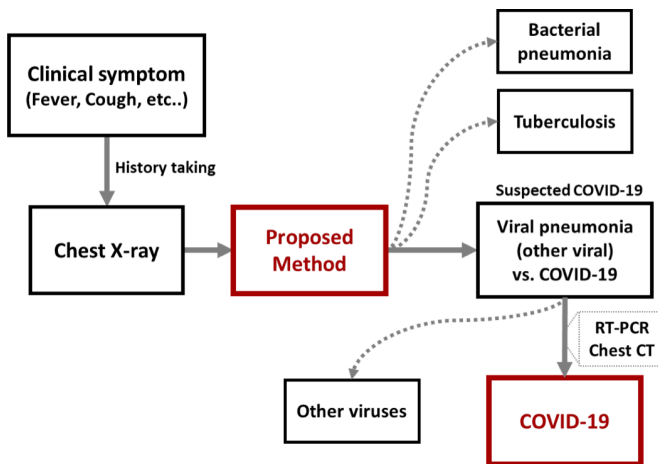 Clinical symptom
(Fever, Cough, etc..)
History taking
Chest X-ray
Proposed
Method
Bacterial
pneumonia
Tuberculosis
Suspected COVID-19
Viral pneumonia
(other viral)
vs. COVID-19
RT-PCR
Chest CT
Other viruses
COVID-19